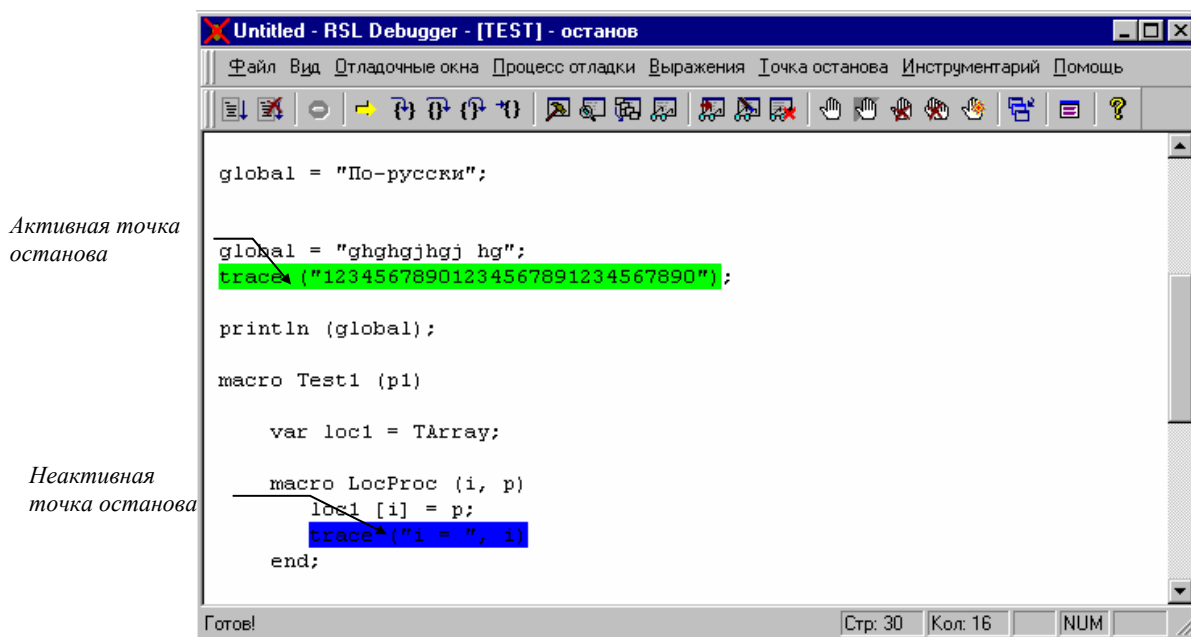 Untitled - RSL Debugger - [TEST] - останов
Файл Вид Отладочные окна Процесс отладки Выражения Точка останова Инструментарий Помощь
global = "По-русски";
Активная точка
останова
global = "ghghgjhgj hg";
trace ("1234567890123456789123456789​0");
println (global);
macro Test1 (p1)
var loc1 = TArray;
Неактивная
точка останова
macro LocProc (i, p)
loc1 [i] = p;
trace ("i = ", i)
end;
Готов!
Стр: 30 Кол: 16 NUM